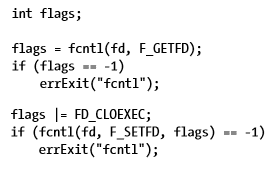 int flags;
flags = fcntl(fd, F_GETFD);
if (flags == -1)
errExit("fcntl");
flags |= FD_CLOEXEC;
if (fcntl(fd, F_SETFD, flags) == -1)
errExit("fcntl");